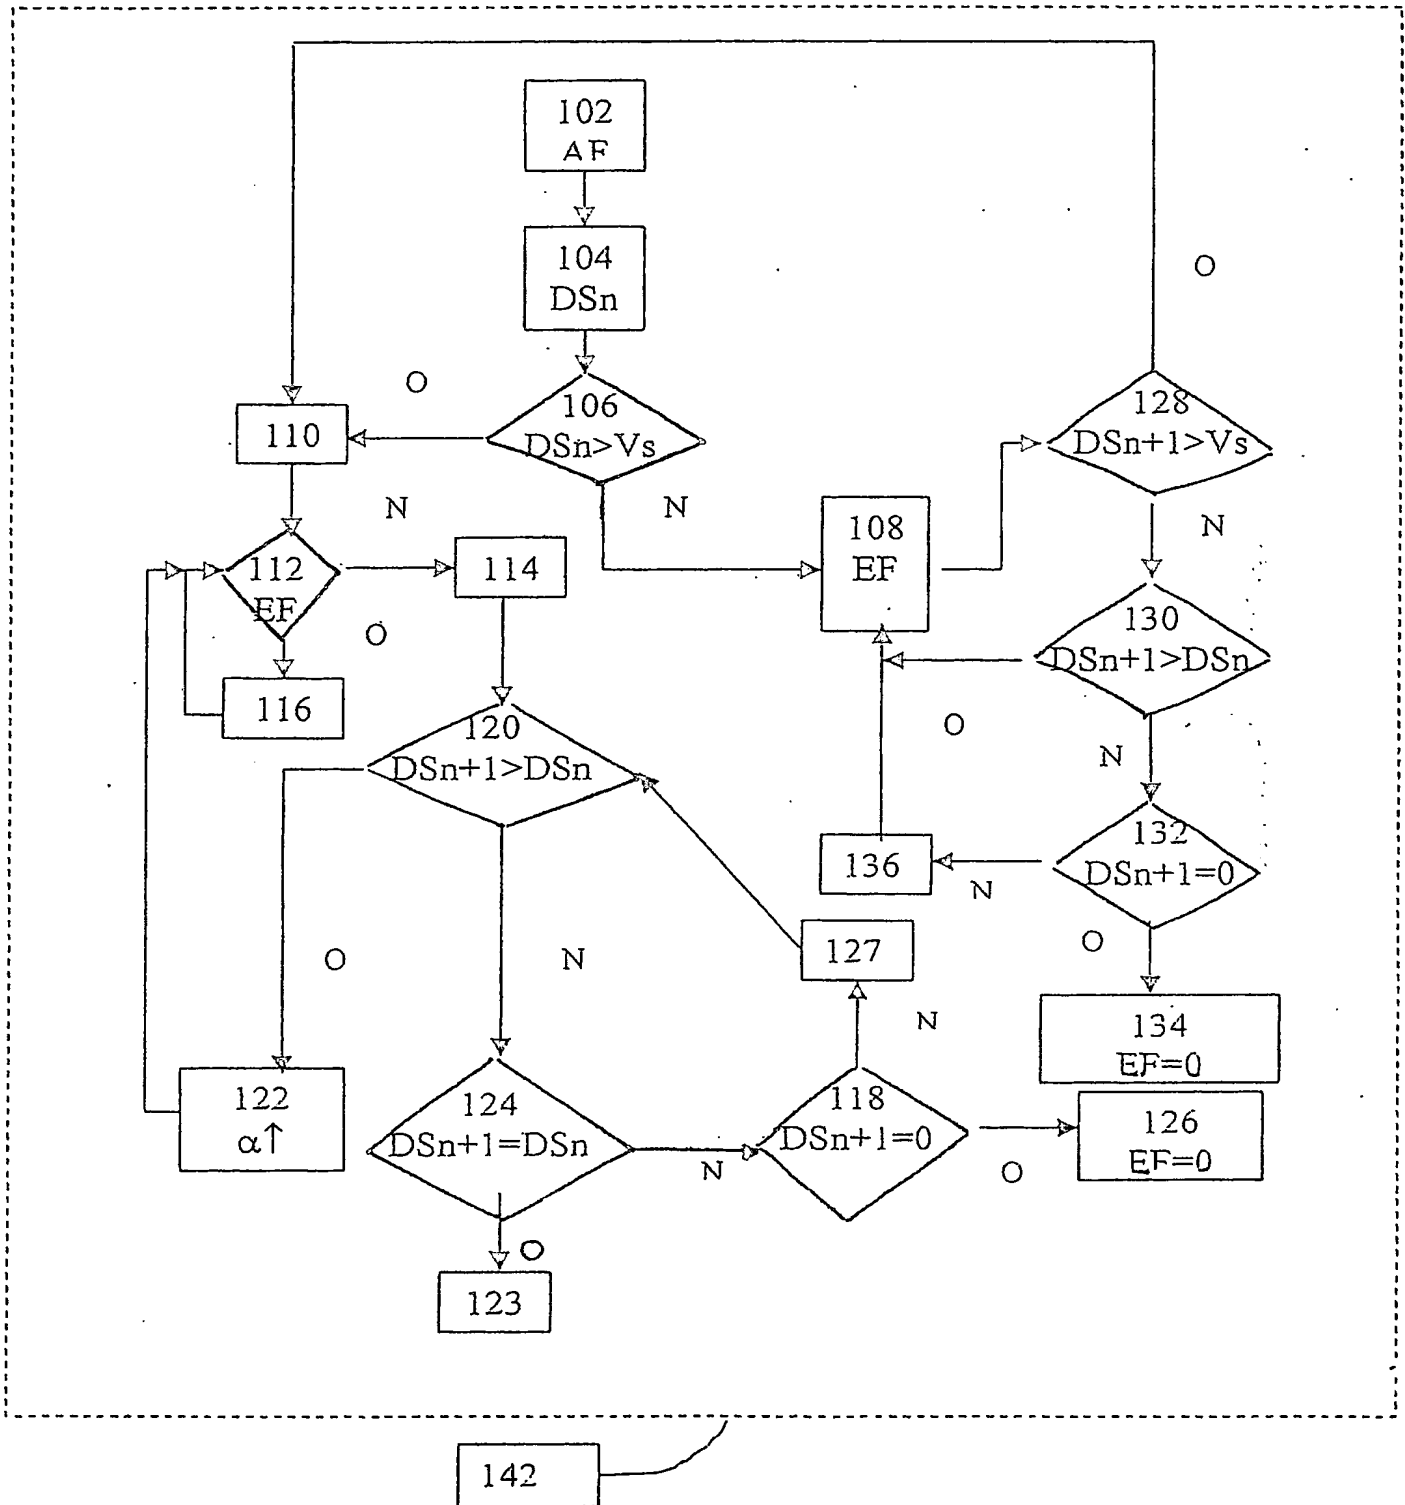 102
AF
104
DSn
O
O
106
DSn>Vs
128
DSn+1>Vs
110
N
N
N
108
EF
112
EF
114
O
130
DSn+1>DSn
116
120
DSn+1>DSn
O
N
132
DSn+1=0
136
N
O
127
O
N
N
134
EF=0
122
α↑
124
DSn+1=DSn
118
DSn+1=0
126
EF=0
N
O
O
123
142